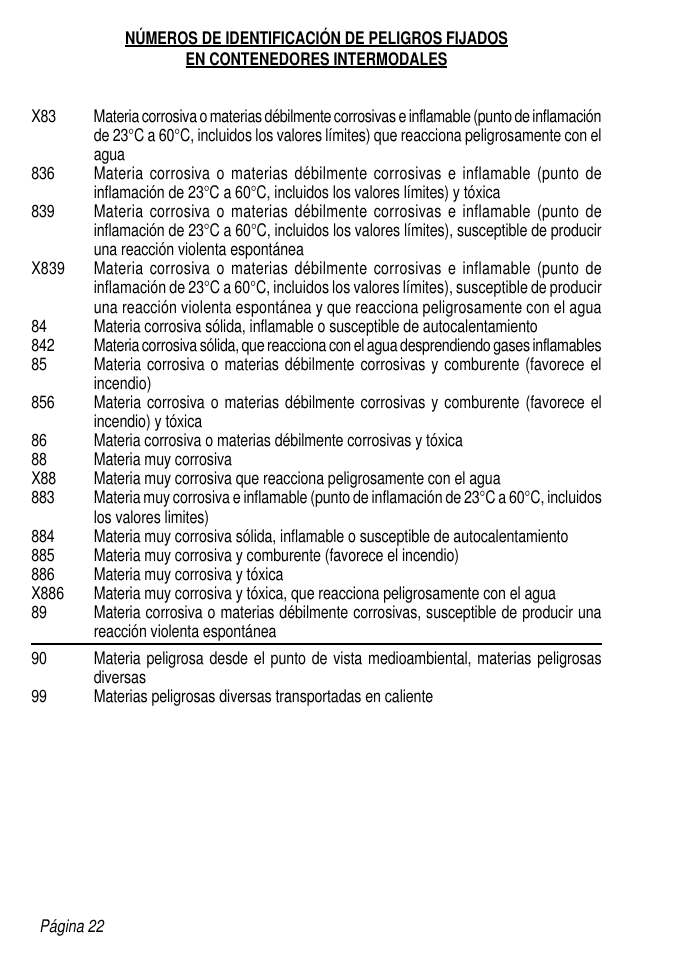 NÚMEROS DE IDENTIFICACIÓN DE PELIGROS FIJADOS
EN CONTENEDORES INTERMODALES
X83 Materia corrosiva o materias débilmente corrosivas e inflamable (punto de inflamación
de 23°C a 60°C, incluidos los valores límites) que reacciona peligrosamente con el
agua
836 Materia corrosiva o materias débilmente corrosivas e inflamable (punto de
inflamación de 23°C a 60°C, incluidos los valores límites) y tóxica
839 Materia corrosiva o materias débilmente corrosivas e inflamable (punto de
inflamación de 23°C a 60°C, incluidos los valores límites), susceptible de producir
una reacción violenta espontánea
X839 Materia corrosiva o materias débilmente corrosivas e inflamable (punto de
inflamación de 23°C a 60°C, incluidos los valores límites), susceptible de producir
una reacción violenta espontánea y que reacciona peligrosamente con el agua
84 Materia corrosiva sólida, inflamable o susceptible de autocalentamiento
842 Materia corrosiva sólida, que reacciona con el agua desprendiendo gases inflamables
85 Materia corrosiva o materias débilmente corrosivas y comburente (favorece el
incendio)
856 Materia corrosiva o materias débilmente corrosivas y comburente (favorece el
incendio) y tóxica
86 Materia corrosiva o materias débilmente corrosivas y tóxica
88 Materia muy corrosiva
X88 Materia muy corrosiva que reacciona peligrosamente con el agua
883 Materia muy corrosiva e inflamable (punto de inflamación de 23°C a 60°C, incluidos
los valores limites)
884 Materia muy corrosiva sólida, inflamable o susceptible de autocalentamiento
885 Materia muy corrosiva y comburente (favorece el incendio)
886 Materia muy corrosiva y tóxica
X886 Materia muy corrosiva y tóxica, que reacciona peligrosamente con el agua
89 Materia corrosiva o materias débilmente corrosivas, susceptible de producir una
reacción violenta espontánea
90 Materia peligrosa desde el punto de vista medioambiental, materias peligrosas
diversas
99 Materias peligrosas diversas transportadas en caliente
Página 22